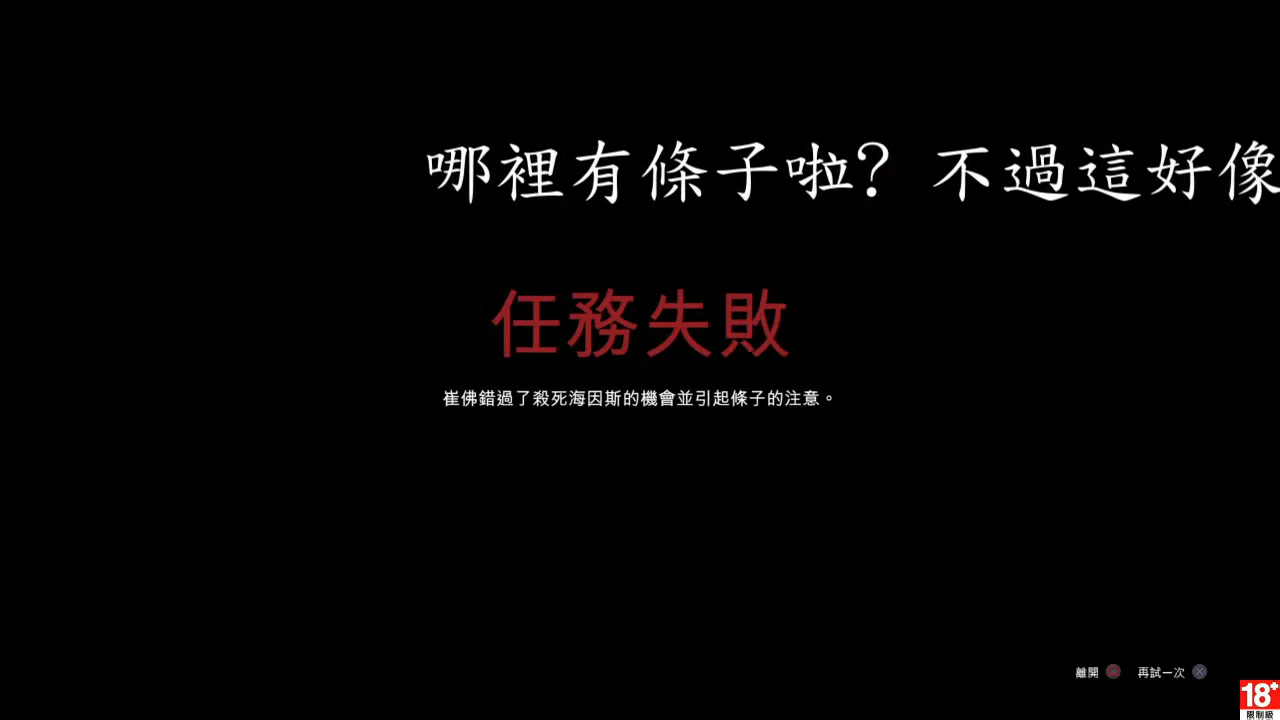 哪裡有條子啦？不過這好像
任務失敗
崔佛錯過了殺死海因斯的機會並引起條子的注意。
離開 再試一次
18+
限制級